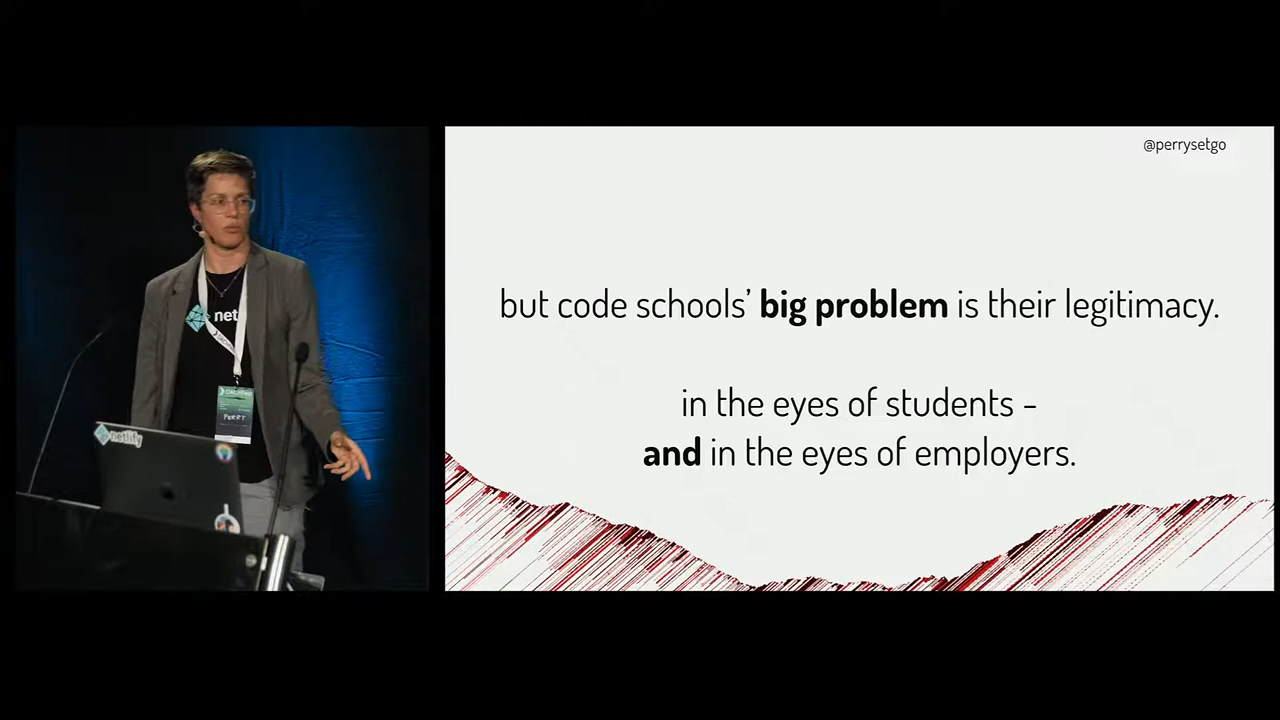 @perrysetgo
but code schools’ big problem is their legitimacy.
in the eyes of students -
and in the eyes of employers.
netlify
PERRY